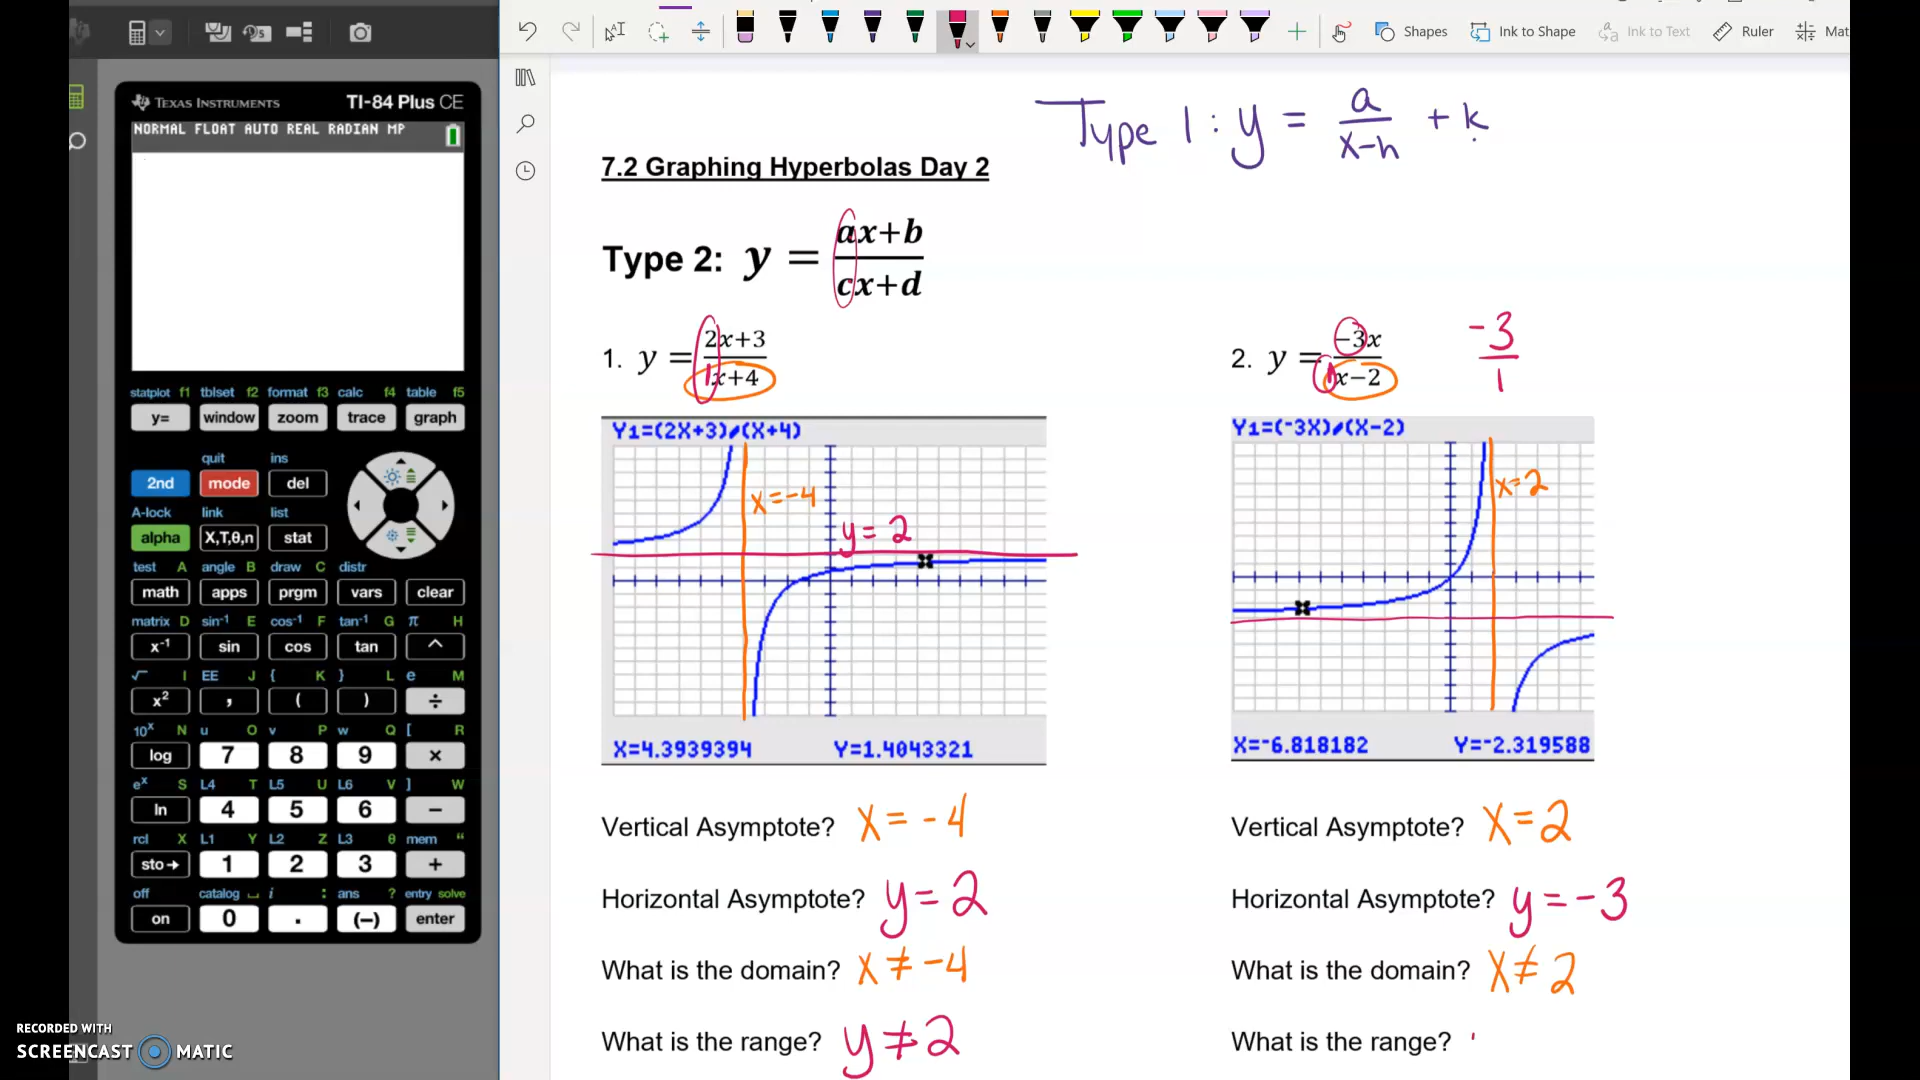 Shapes Ink to Shape Ink to Text Ruler Mat
TEXAS INSTRUMENTS TI-84 Plus CE
NORMAL FLOAT AUTO REAL RADIAN MP
statplot f1 tblset f2 format f3 calc f4 table f5
y= window zoom trace graph
quit ins
2nd mode del
A-lock link list
alpha X,T,θ,n stat
test A angle B draw C distr
math apps prgm vars clear
matrix D sin⁻¹ E cos⁻¹ F tan⁻¹ G π H
x⁻¹ sin cos tan ^
√ I EE J { K } L e M
x² , ( ) ÷
10ˣ N u O v P w Q [ R
log 7 8 9 ×
eˣ S L4 T L5 U L6 V ] W
ln 4 5 6 −
rcl X L1 Y L2 Z L3 θ mem “
sto→ 1 2 3 +
off catalog ␣ i : ans ? entry solve
on 0 . (−) enter
RECORDED WITH
SCREENCAST MATIC
Type 1: y = a/(x-h) + k
7.2 Graphing Hyperbolas Day 2
Type 2: y = (ax+b)/(cx+d)
1. y = (2x+3)/(1x+4)
Y1=(2X+3)/(X+4)
x=-4
y=2
X=4.3939394 Y=1.4043321
Vertical Asymptote? x=-4
Horizontal Asymptote? y=2
What is the domain? x≠-4
What is the range? y≠2
2. y = (−3x)/(1x−2) -3/1
Y1=(-3X)/(X-2)
x=2
X=-6.818182 Y=-2.319588
Vertical Asymptote? x=2
Horizontal Asymptote? y=-3
What is the domain? x≠2
What is the range?